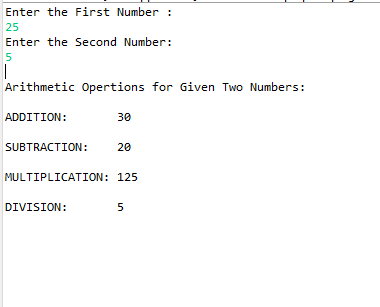 Enter the First Number :
25
Enter the Second Number:
5
Arithmetic Opertions for Given Two Numbers:
ADDITION: 30
SUBTRACTION: 20
MULTIPLICATION: 125
DIVISION: 5